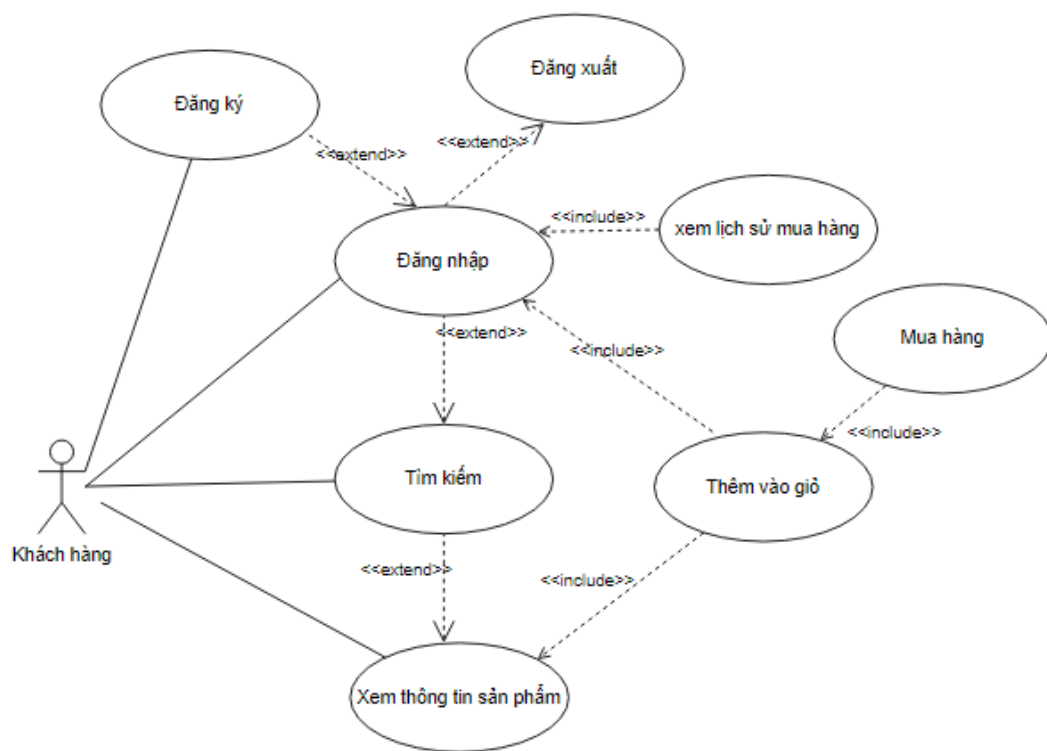 Đăng xuất
Đăng ký
<<extend>>
<<extend>>
<<include>>
xem lịch sử mua hàng
Đăng nhập
<<extend>>
<<include>>
Mua hàng
<<include>>
Tìm kiếm
Thêm vào giỏ
Khách hàng
<<extend>>
<<include>>
Xem thông tin sản phẩm